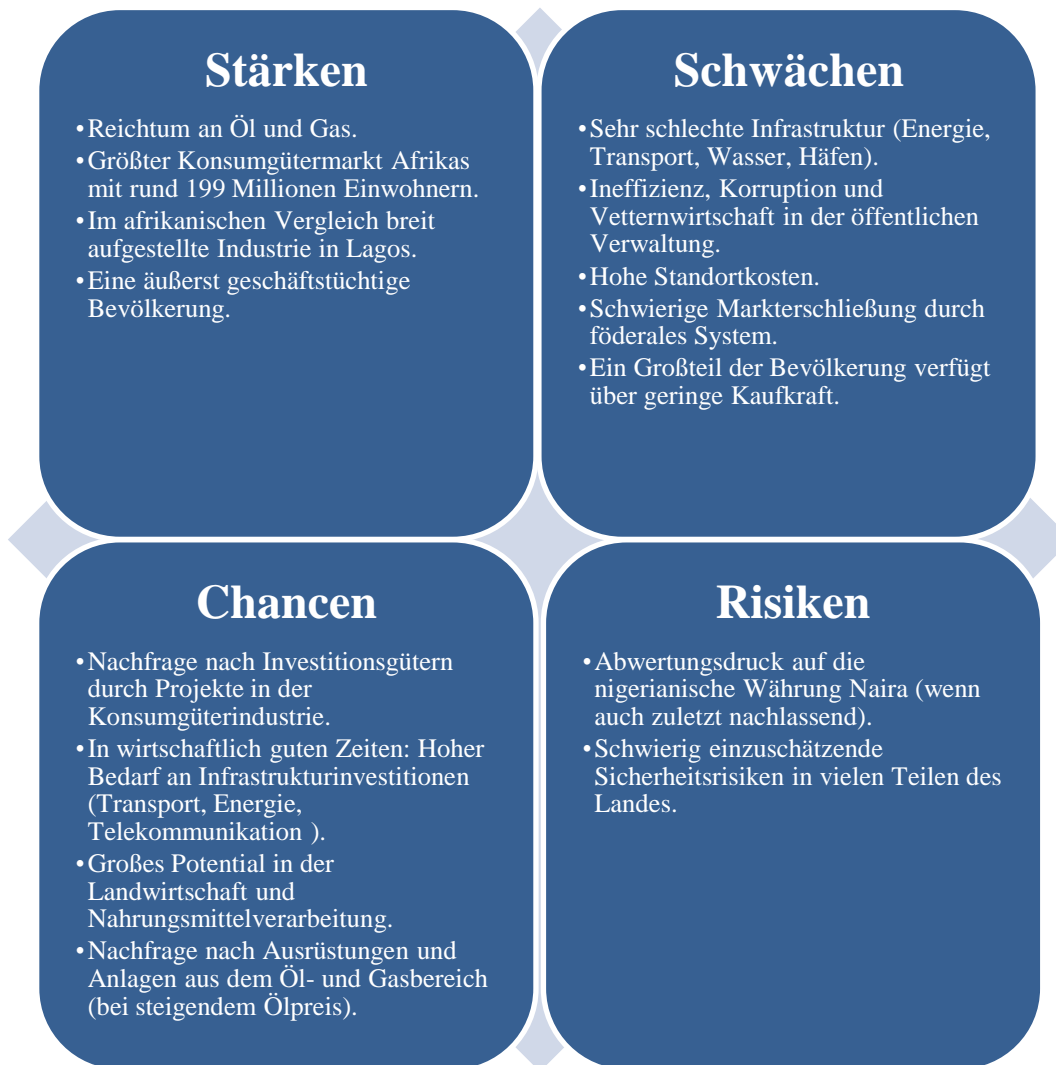 Stärken
•Reichtum an Öl und Gas.
•Größter Konsumgütermarkt Afrikas
mit rund 199 Millionen Einwohnern.
•Im afrikanischen Vergleich breit
aufgestellte Industrie in Lagos.
•Eine äußerst geschäftstüchtige
Bevölkerung.
Schwächen
•Sehr schlechte Infrastruktur (Energie,
Transport, Wasser, Häfen).
•Ineffizienz, Korruption und
Vetternwirtschaft in der öffentlichen
Verwaltung.
•Hohe Standortkosten.
•Schwierige Markterschließung durch
föderales System.
•Ein Großteil der Bevölkerung verfügt
über geringe Kaufkraft.
Chancen
•Nachfrage nach Investitionsgütern
durch Projekte in der
Konsumgüterindustrie.
•In wirtschaftlich guten Zeiten: Hoher
Bedarf an Infrastrukturinvestitionen
(Transport, Energie,
Telekommunikation ).
•Großes Potential in der
Landwirtschaft und
Nahrungsmittelverarbeitung.
•Nachfrage nach Ausrüstungen und
Anlagen aus dem Öl- und Gasbereich
(bei steigendem Ölpreis).
Risiken
•Abwertungsdruck auf die
nigerianische Währung Naira (wenn
auch zuletzt nachlassend).
•Schwierig einzuschätzende
Sicherheitsrisiken in vielen Teilen des
Landes.